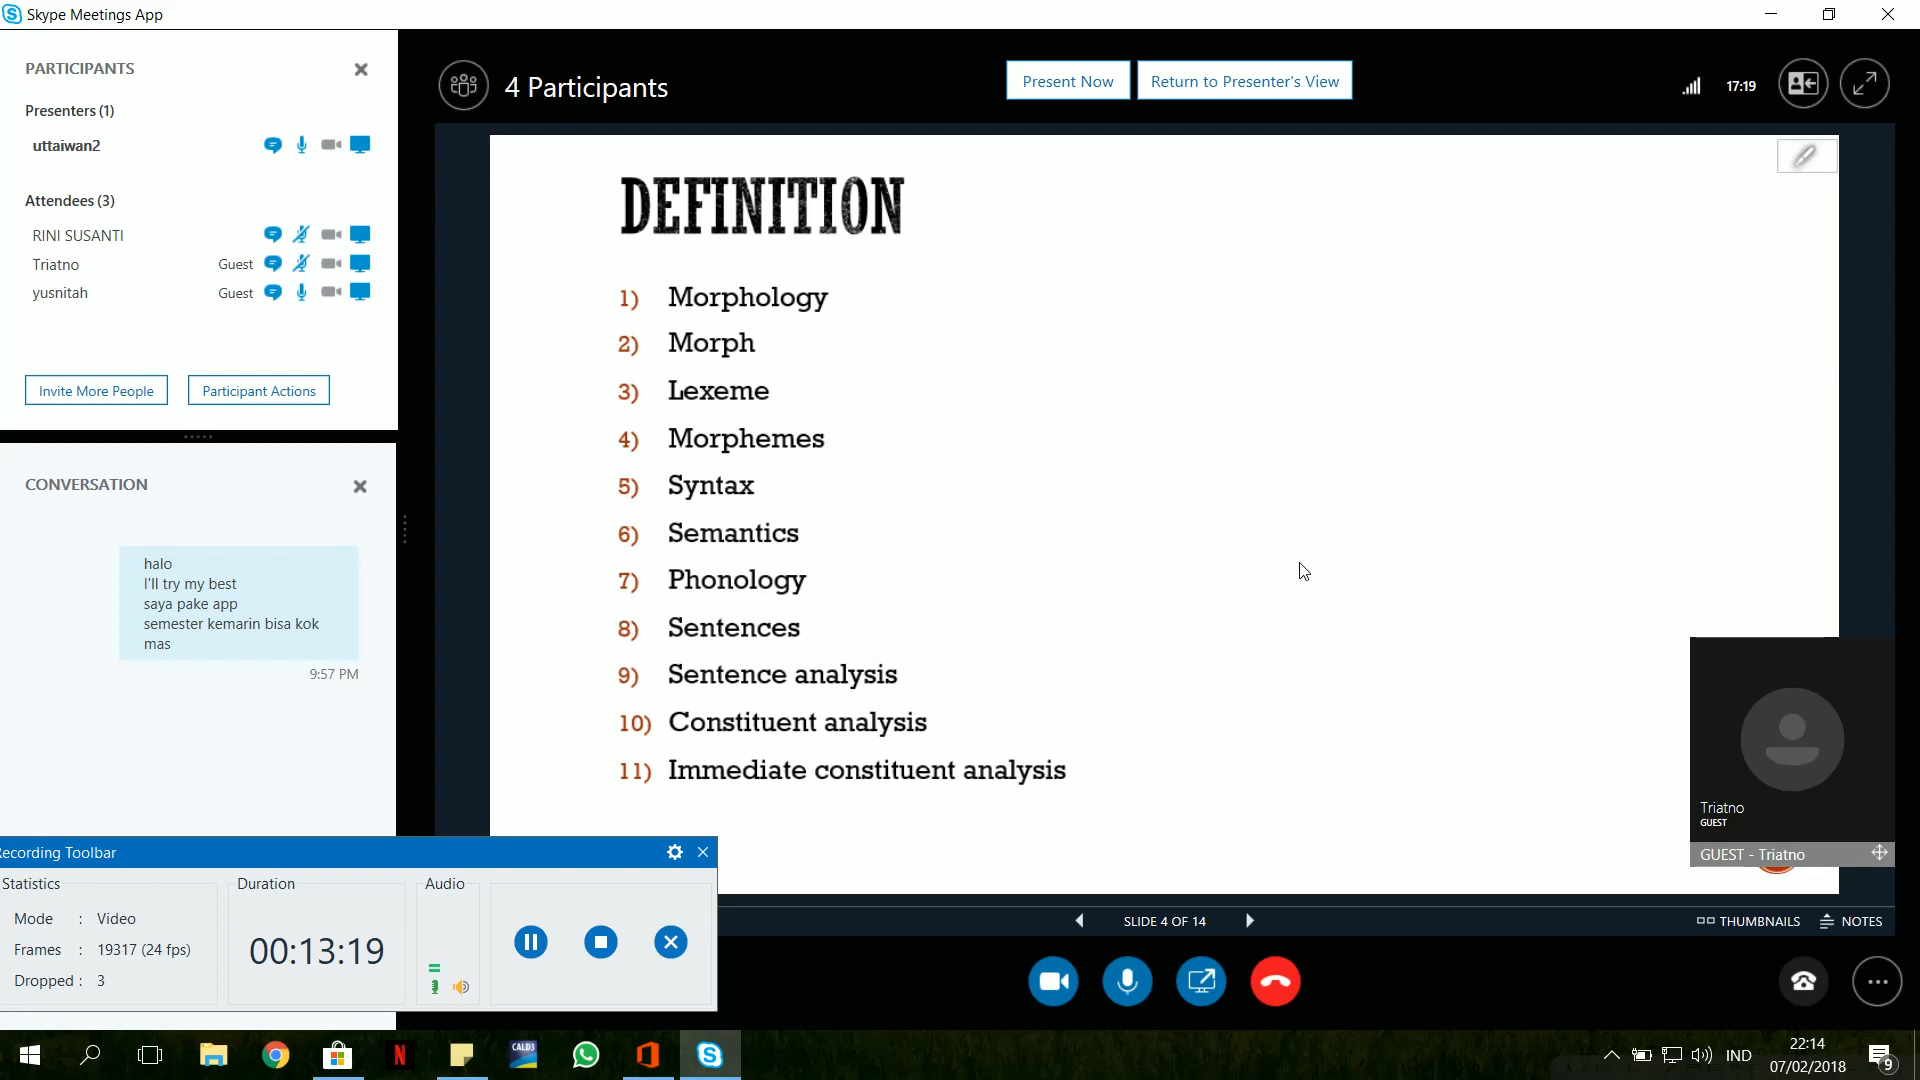 Skype Meetings App
PARTICIPANTS
Presenters (1)
uttaiwan2
Attendees (3)
RINI SUSANTI
Triatno Guest
yusnitah Guest
Invite More People Participant Actions
CONVERSATION
halo
I'll try my best
saya pake app
semester kemarin bisa kok
mas
9:57 PM
4 Participants
Present Now Return to Presenter's View
17:19
DEFINITION
1) Morphology
2) Morph
3) Lexeme
4) Morphemes
5) Syntax
6) Semantics
7) Phonology
8) Sentences
9) Sentence analysis
10) Constituent analysis
11) Immediate constituent analysis
Triatno
GUEST
GUEST - Triatno
SLIDE 4 OF 14
THUMBNAILS NOTES
ecording Toolbar
Statistics Duration Audio
Mode : Video
Frames : 19317 (24 fps)
Dropped : 3
00:13:19
N
CALD3
IND
22:14
07/02/2018
9